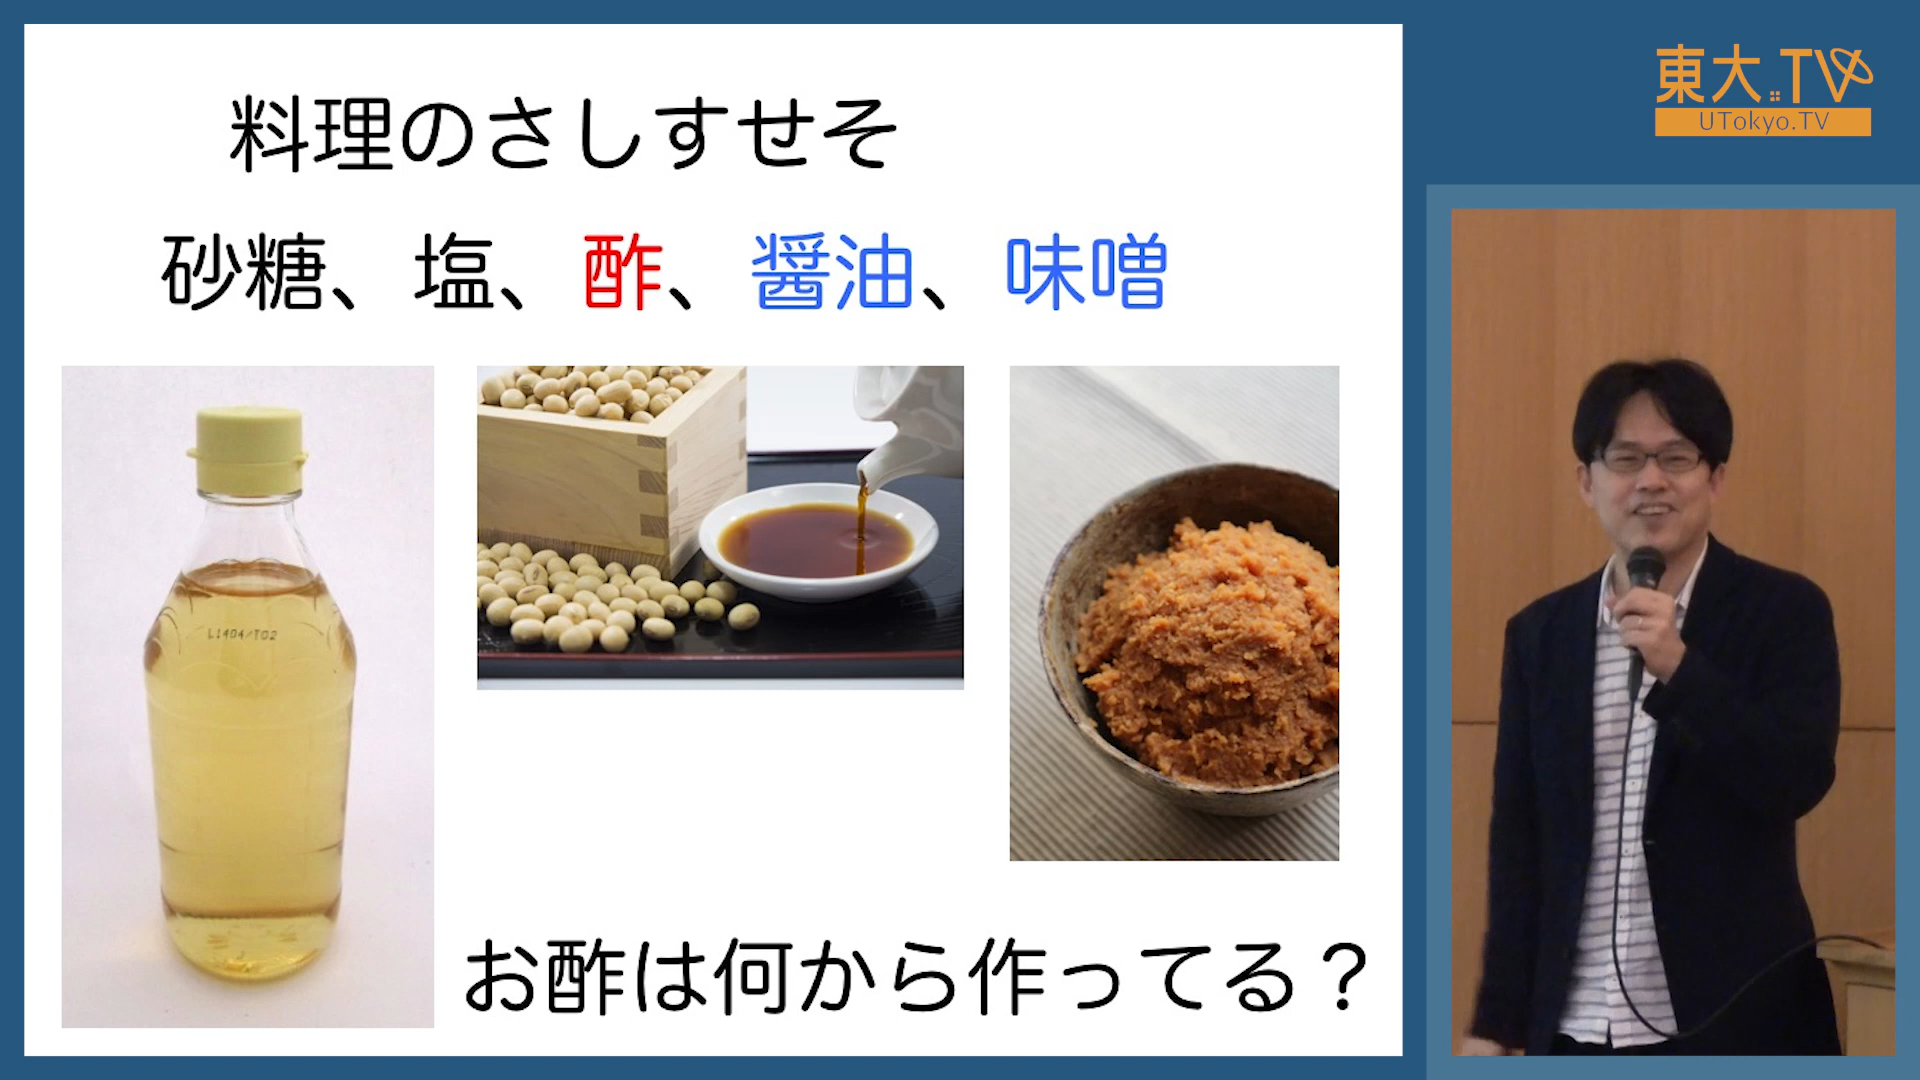 料理のさしすせそ
砂糖、塩、酢、醤油、味噌
L1404/T02
お酢は何から作ってる？
東大TV
UTokyo.TV